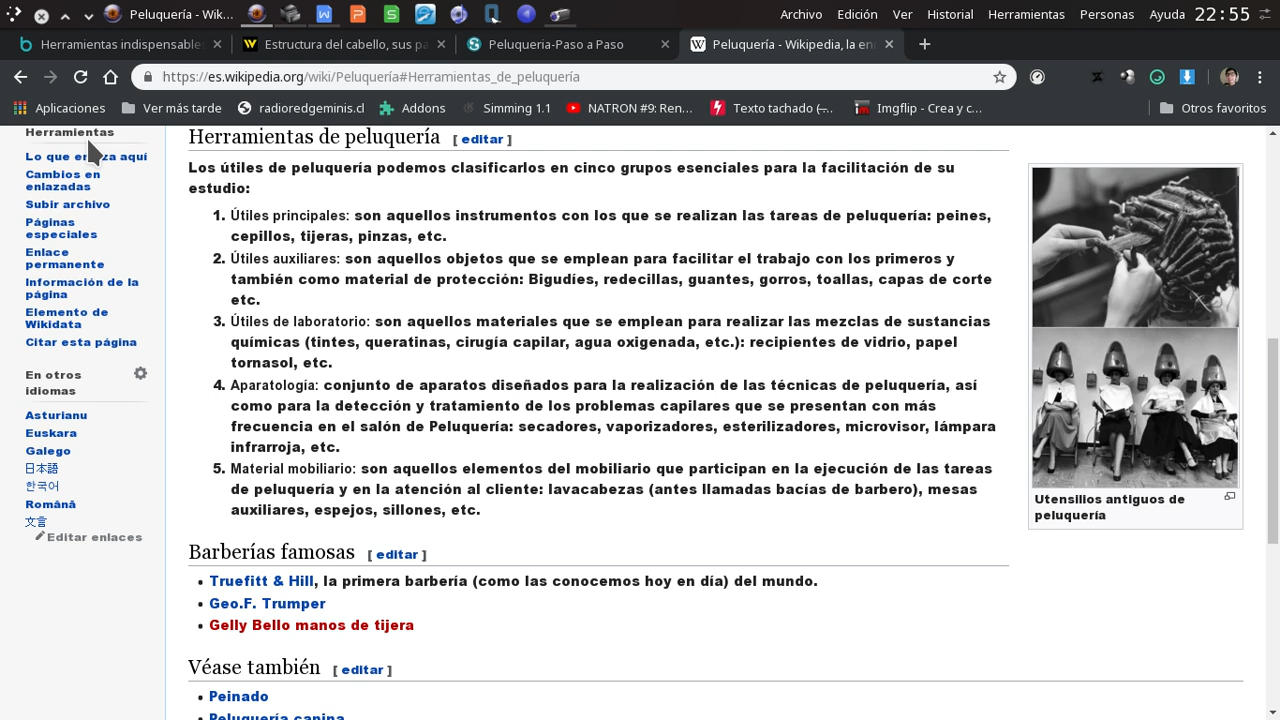 Peluquería - Wik...
Archivo Edición Ver Historial Herramientas Personas Ayuda 22:55
Herramientas indispensables
Estructura del cabello, sus pa
Peluqueria-Paso a Paso
Peluquería - Wikipedia, la en
https://es.wikipedia.org/wiki/Peluquería#Herramientas_de_peluquería
Aplicaciones Ver más tarde radioredgeminis.cl Addons Simming 1.1 NATRON #9: Ren... Texto tachado (-... Imgflip - Crea y c... Otros favoritos
Herramientas
Lo que enlaza aquí
Cambios en
enlazadas
Subir archivo
Páginas
especiales
Enlace
permanente
Información de la
página
Elemento de
Wikidata
Citar esta página
En otros
idiomas
Asturianu
Euskara
Galego
日本語
한국어
Română
文言
Editar enlaces
Herramientas de peluquería [ editar ]
Los útiles de peluquería podemos clasificarlos en cinco grupos esenciales para la facilitación de su
estudio:
1. Útiles principales: son aquellos instrumentos con los que se realizan las tareas de peluquería: peines,
cepillos, tijeras, pinzas, etc.
2. Útiles auxiliares: son aquellos objetos que se emplean para facilitar el trabajo con los primeros y
también como material de protección: Bigudíes, redecillas, guantes, gorros, toallas, capas de corte
etc.
3. Útiles de laboratorio: son aquellos materiales que se emplean para realizar las mezclas de sustancias
químicas (tintes, queratinas, cirugía capilar, agua oxigenada, etc.): recipientes de vidrio, papel
tornasol, etc.
4. Aparatología: conjunto de aparatos diseñados para la realización de las técnicas de peluquería, así
como para la detección y tratamiento de los problemas capilares que se presentan con más
frecuencia en el salón de Peluquería: secadores, vaporizadores, esterilizadores, microvisor, lámpara
infrarroja, etc.
5. Material mobiliario: son aquellos elementos del mobiliario que participan en la ejecución de las tareas
de peluquería y en la atención al cliente: lavacabezas (antes llamadas bacías de barbero), mesas
auxiliares, espejos, sillones, etc.
Utensilios antiguos de
peluquería
Barberías famosas [ editar ]
• Truefitt & Hill, la primera barbería (como las conocemos hoy en día) del mundo.
• Geo.F. Trumper
• Gelly Bello manos de tijera
Véase también [ editar ]
• Peinado
• Peluquería canina